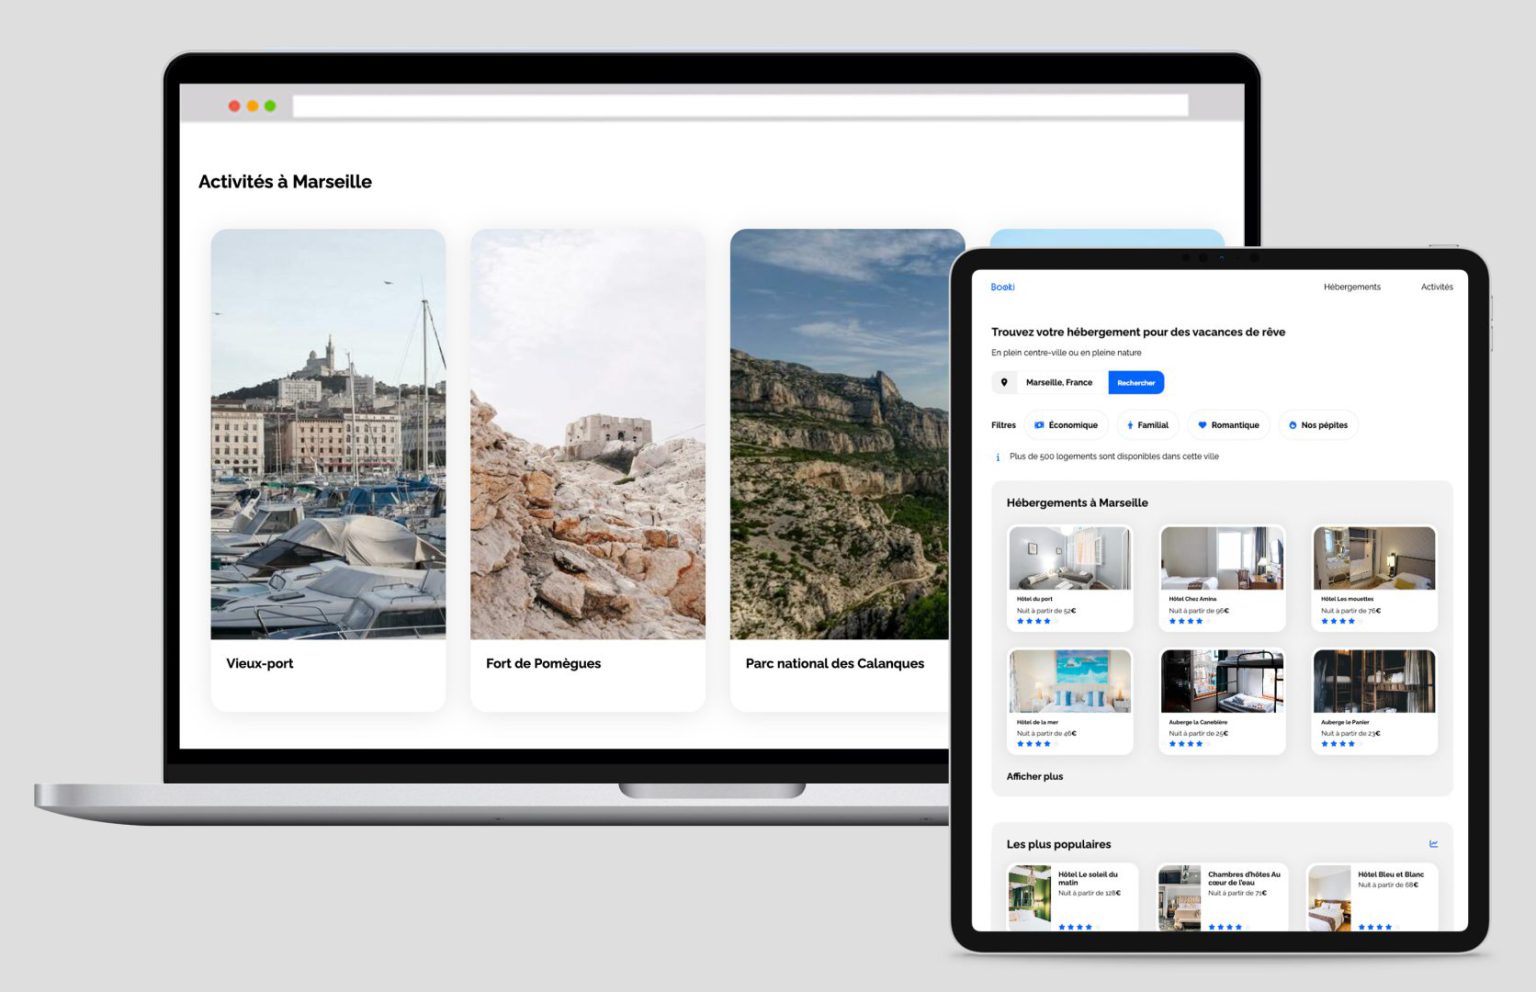 Activités à Marseille
Vieux-port
Fort de Pomègues
Parc national des Calanques
Booki
Hébergements
Activités
Trouvez votre hébergement pour des vacances de rêve
En plein centre-ville ou en pleine nature
Marseille, France
Rechercher
Filtres
Économique
Familial
Romantique
Nos pépites
Plus de 500 logements sont disponibles dans cette ville
Hébergements à Marseille
Hôtel du port
Nuit à partir de 52€
Hôtel Chez Amina
Nuit à partir de 96€
Hôtel Les mouettes
Nuit à partir de 76€
Hôtel de la mer
Nuit à partir de 46€
Auberge la Canebière
Nuit à partir de 25€
Auberge le Panier
Nuit à partir de 23€
Afficher plus
Les plus populaires
Hôtel Le soleil du
matin
Nuit à partir de 128€
Chambres d'hôtes Au
cœur de l'eau
Nuit à partir de 71€
Hôtel Bleu et Blanc
Nuit à partir de 68€